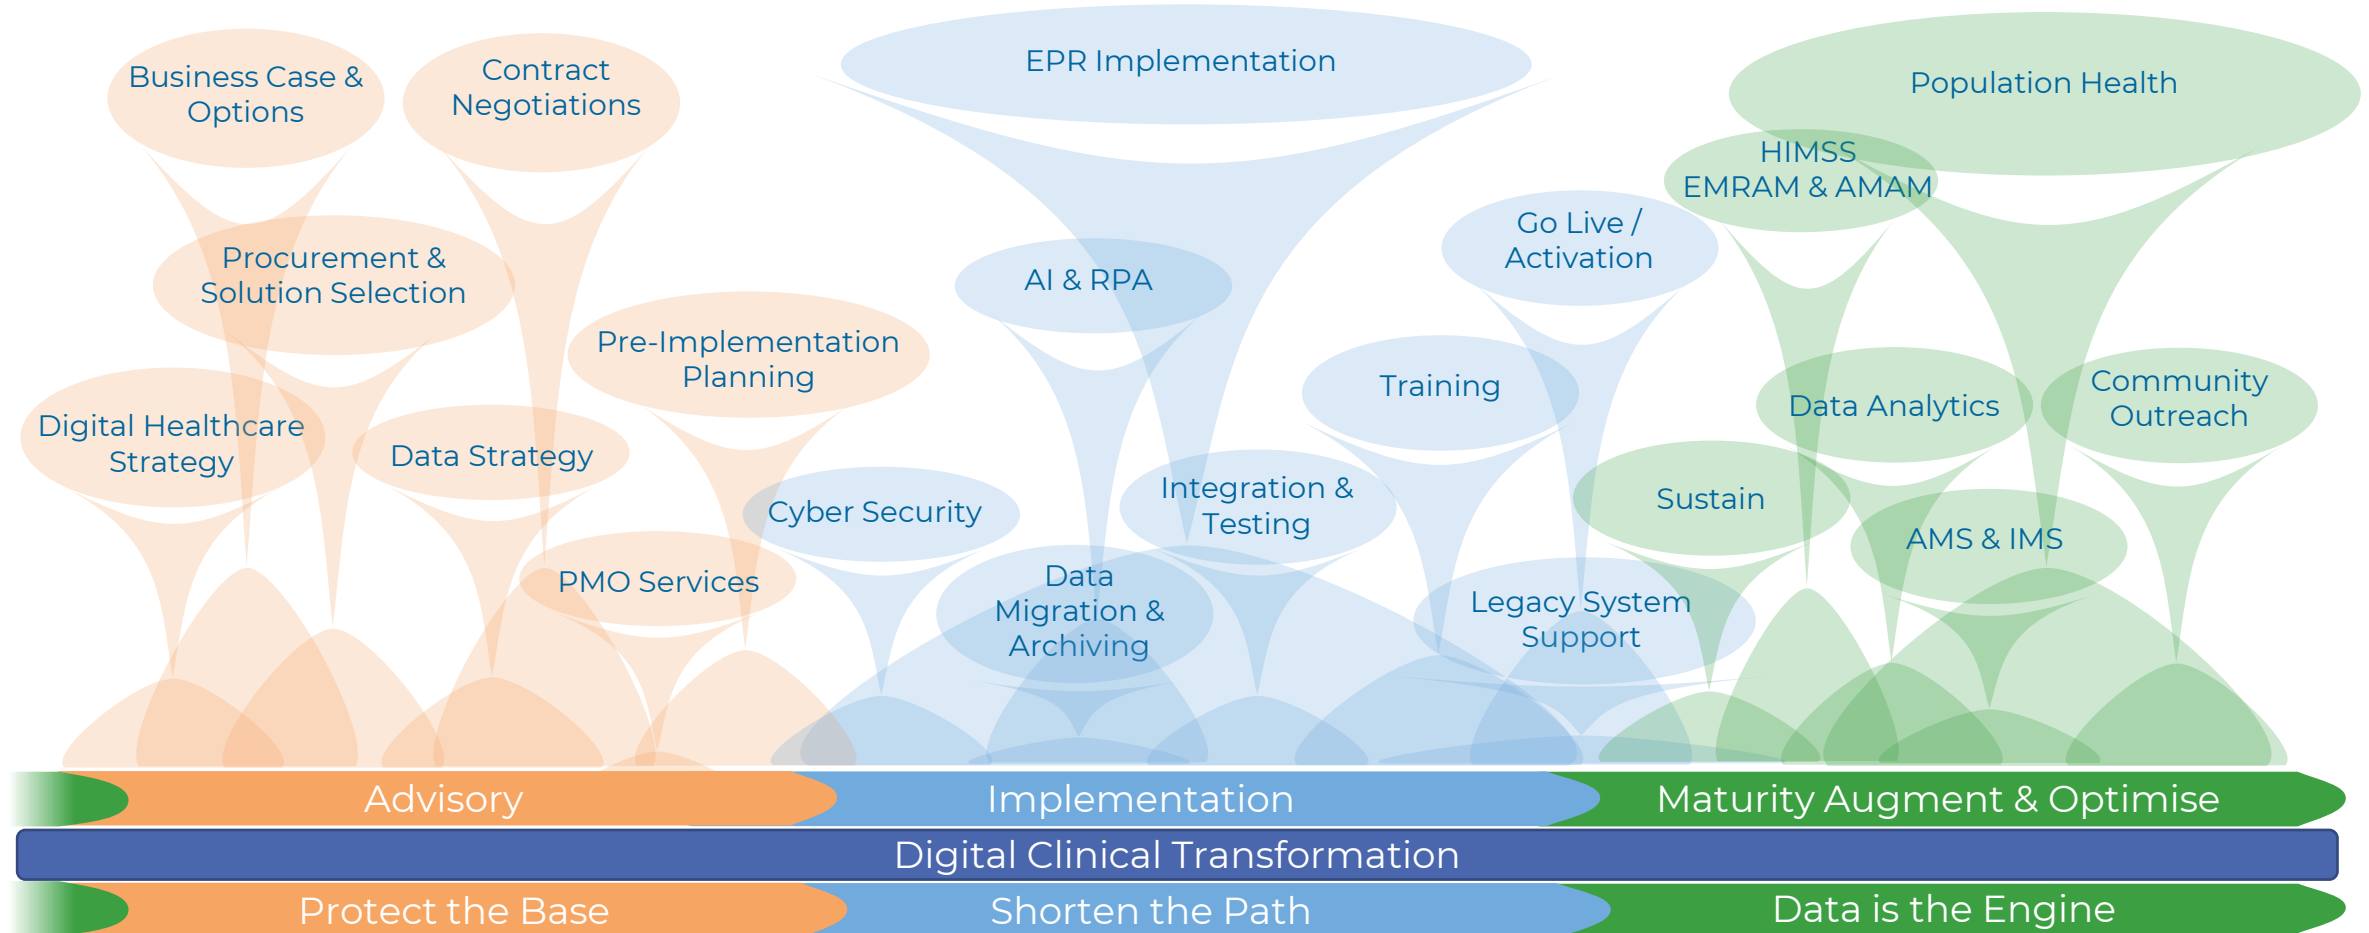 Business Case &
Options
Contract
Negotiations
EPR Implementation
Population Health
HIMSS
EMRAM & AMAM
Procurement &
Solution Selection
AI & RPA
Go Live /
Activation
Pre-Implementation
Planning
Training
Data Analytics
Community
Outreach
Digital Healthcare
Strategy
Data Strategy
Cyber Security
Integration &
Testing
Sustain
AMS & IMS
PMO Services
Data
Migration &
Archiving
Legacy System
Support
Advisory
Implementation
Maturity Augment & Optimise
Digital Clinical Transformation
Protect the Base
Shorten the Path
Data is the Engine